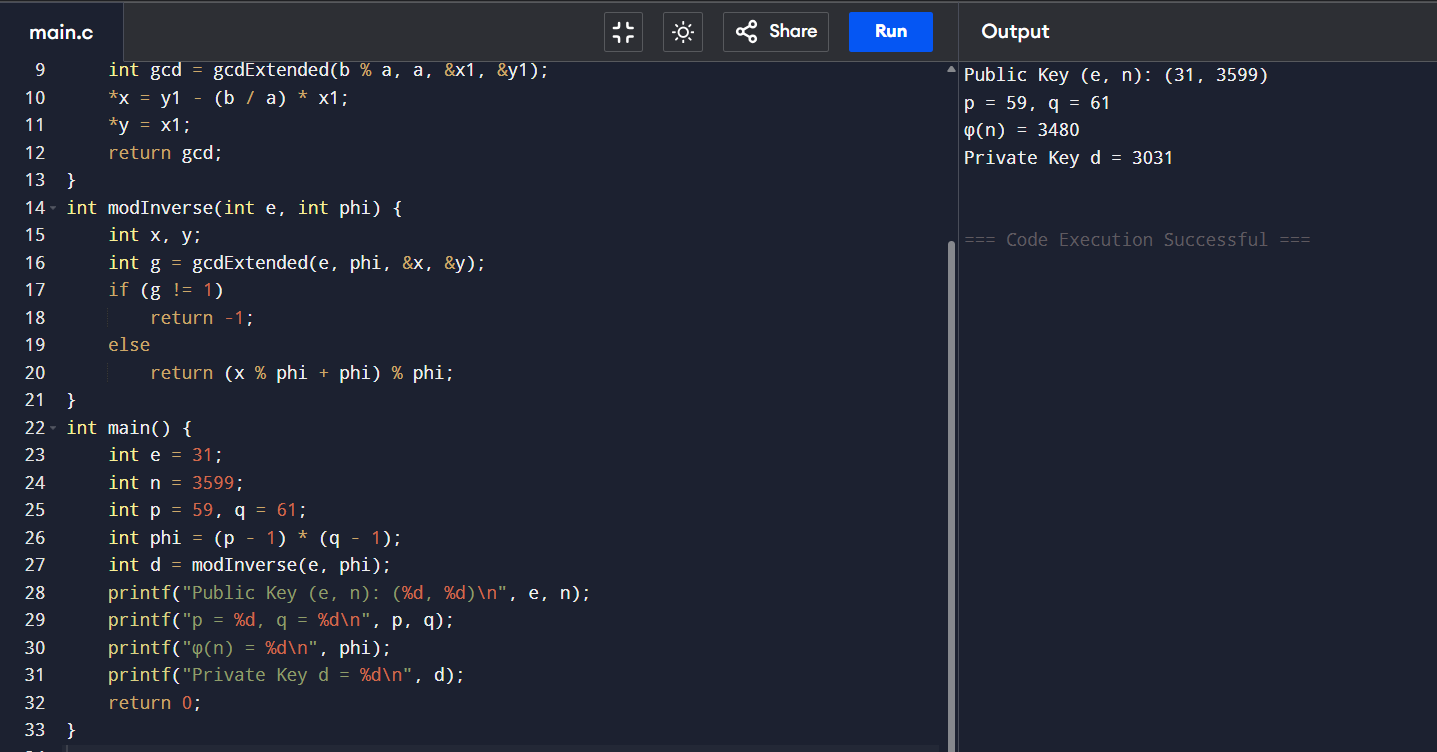 main.c
Share
Run
Output
9 int gcd = gcdExtended(b % a, a, &x1, &y1);
10 *x = y1 - (b / a) * x1;
11 *y = x1;
12 return gcd;
13 }
14 int modInverse(int e, int phi) {
15 int x, y;
16 int g = gcdExtended(e, phi, &x, &y);
17 if (g != 1)
18 return -1;
19 else
20 return (x % phi + phi) % phi;
21 }
22 int main() {
23 int e = 31;
24 int n = 3599;
25 int p = 59, q = 61;
26 int phi = (p - 1) * (q - 1);
27 int d = modInverse(e, phi);
28 printf("Public Key (e, n): (%d, %d)\n", e, n);
29 printf("p = %d, q = %d\n", p, q);
30 printf("φ(n) = %d\n", phi);
31 printf("Private Key d = %d\n", d);
32 return 0;
33 }
Public Key (e, n): (31, 3599)
p = 59, q = 61
φ(n) = 3480
Private Key d = 3031
=== Code Execution Successful ===